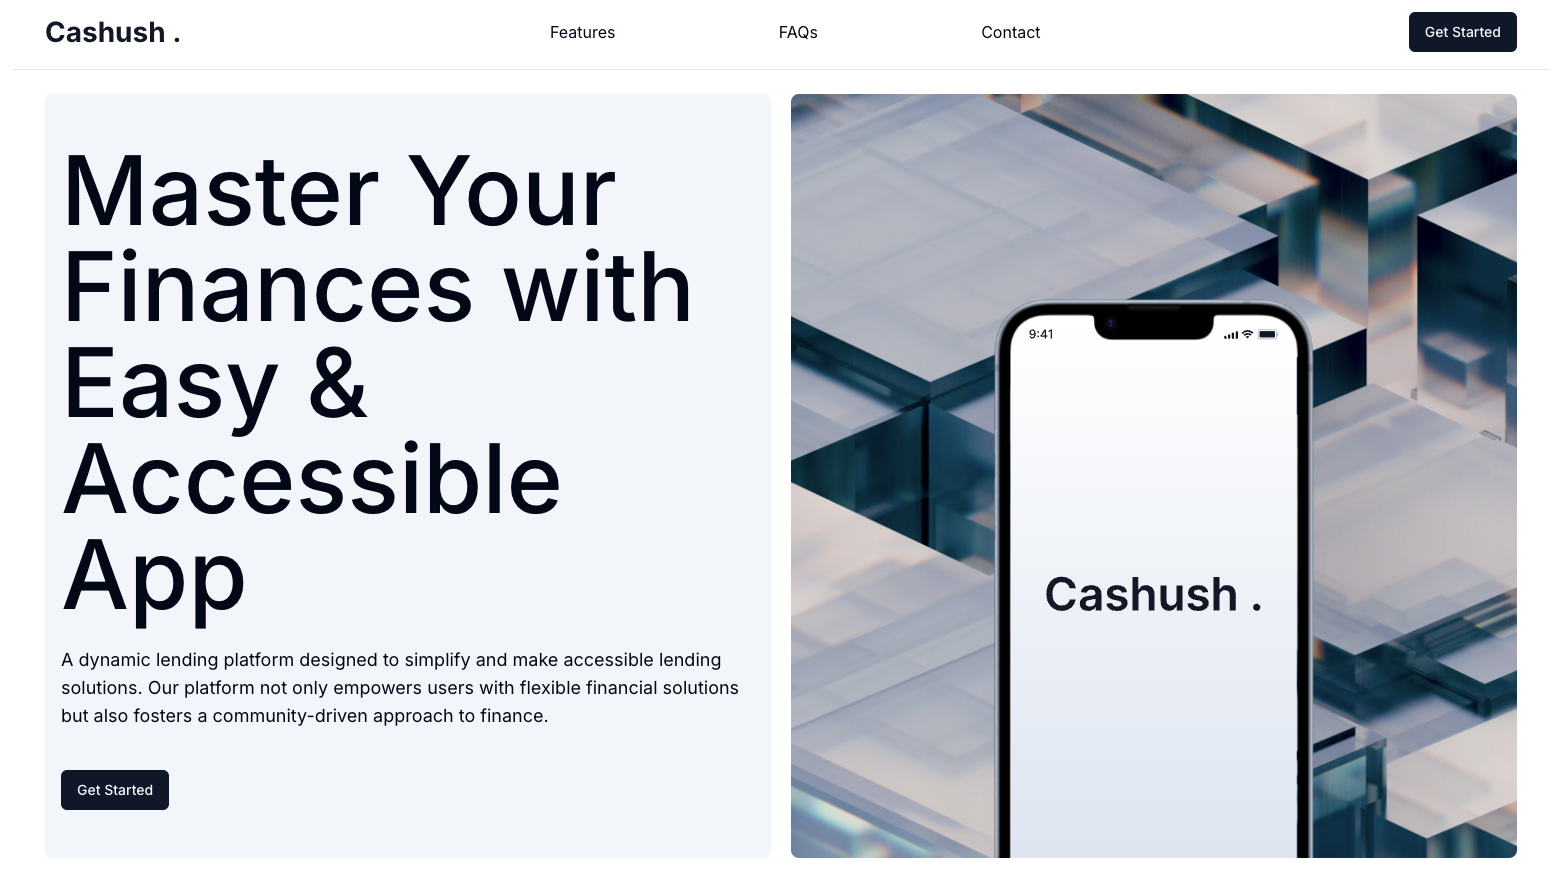 Cashush .
Features
FAQs
Contact
Get Started
Master Your
Finances with
Easy &
Accessible
App
A dynamic lending platform designed to simplify and make accessible lending
solutions. Our platform not only empowers users with flexible financial solutions
but also fosters a community-driven approach to finance.
Get Started
9:41
Cashush .